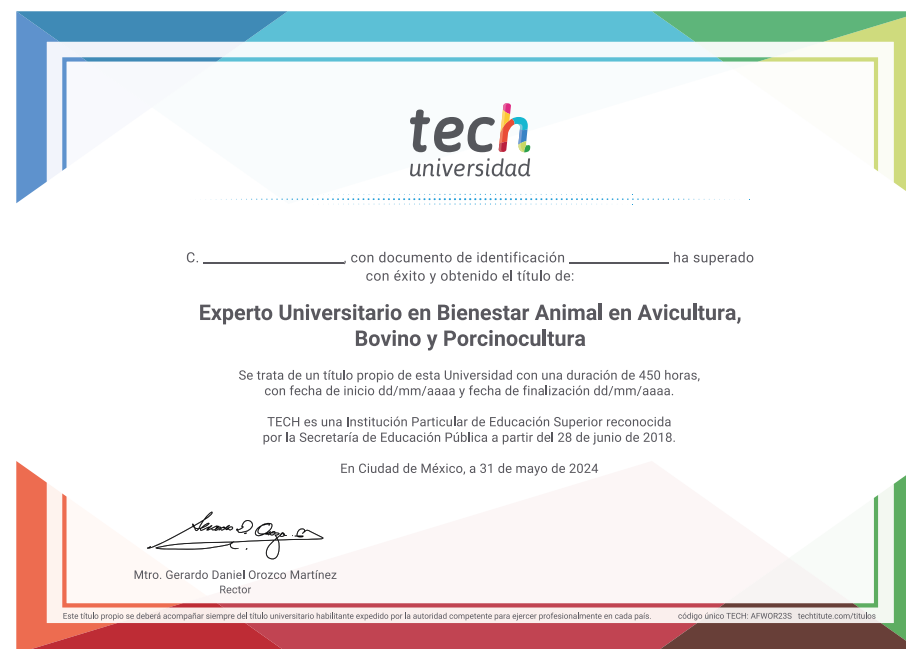 tech
universidad
C. ____________________, con documento de identificación ______________ ha superado
con éxito y obtenido el título de:
Experto Universitario en Bienestar Animal en Avicultura,
Bovino y Porcinocultura
Se trata de un título propio de esta Universidad con una duración de 450 horas,
con fecha de inicio dd/mm/aaaa y fecha de finalización dd/mm/aaaa.
TECH es una Institución Particular de Educación Superior reconocida
por la Secretaría de Educación Pública a partir del 28 de junio de 2018.
En Ciudad de México, a 31 de mayo de 2024
Mtro. Gerardo Daniel Orozco Martínez
Rector
Este título propio se deberá acompañar siempre del título universitario habilitante expedido por la autoridad competente para ejercer profesionalmente en cada país. código único TECH: AFWOR23S techtitute.com/titulos